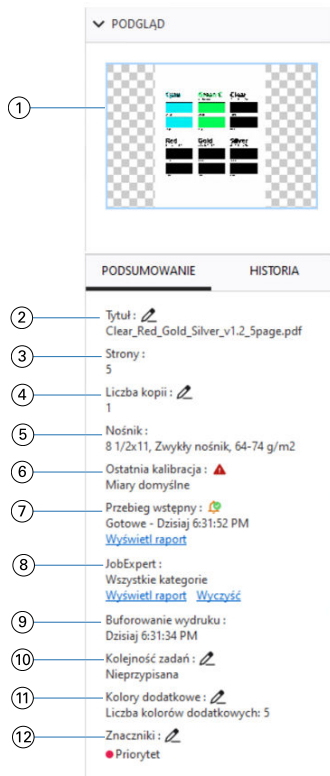 PODGLĄD
1
Clear
Green C
Clear
Red
Gold
Silver
PODSUMOWANIE HISTORIA
2 Tytuł :
Clear_Red_Gold_Silver_v1.2_5page.pdf
3 Strony :
5
4 Liczba kopii :
1
5 Nośnik :
8 1/2x11, Zwykły nośnik, 64-74 g/m2
6 Ostatnia kalibracja :
Miary domyślne
7 Przebieg wstępny :
Gotowe - Dzisiaj 6:31:52 PM
Wyświetl raport
8 JobExpert :
Wszystkie kategorie
Wyświetl raport Wyczyść
9 Buforowanie wydruku :
Dzisiaj 6:31:34 PM
10 Kolejność zadań :
Nieprzypisana
11 Kolory dodatkowe :
Liczba kolorów dodatkowych: 5
12 Znaczniki :
Priorytet